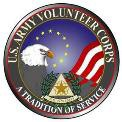 U.S. ARMY VOLUNTEER CORPS
A TRADITION OF SERVICE